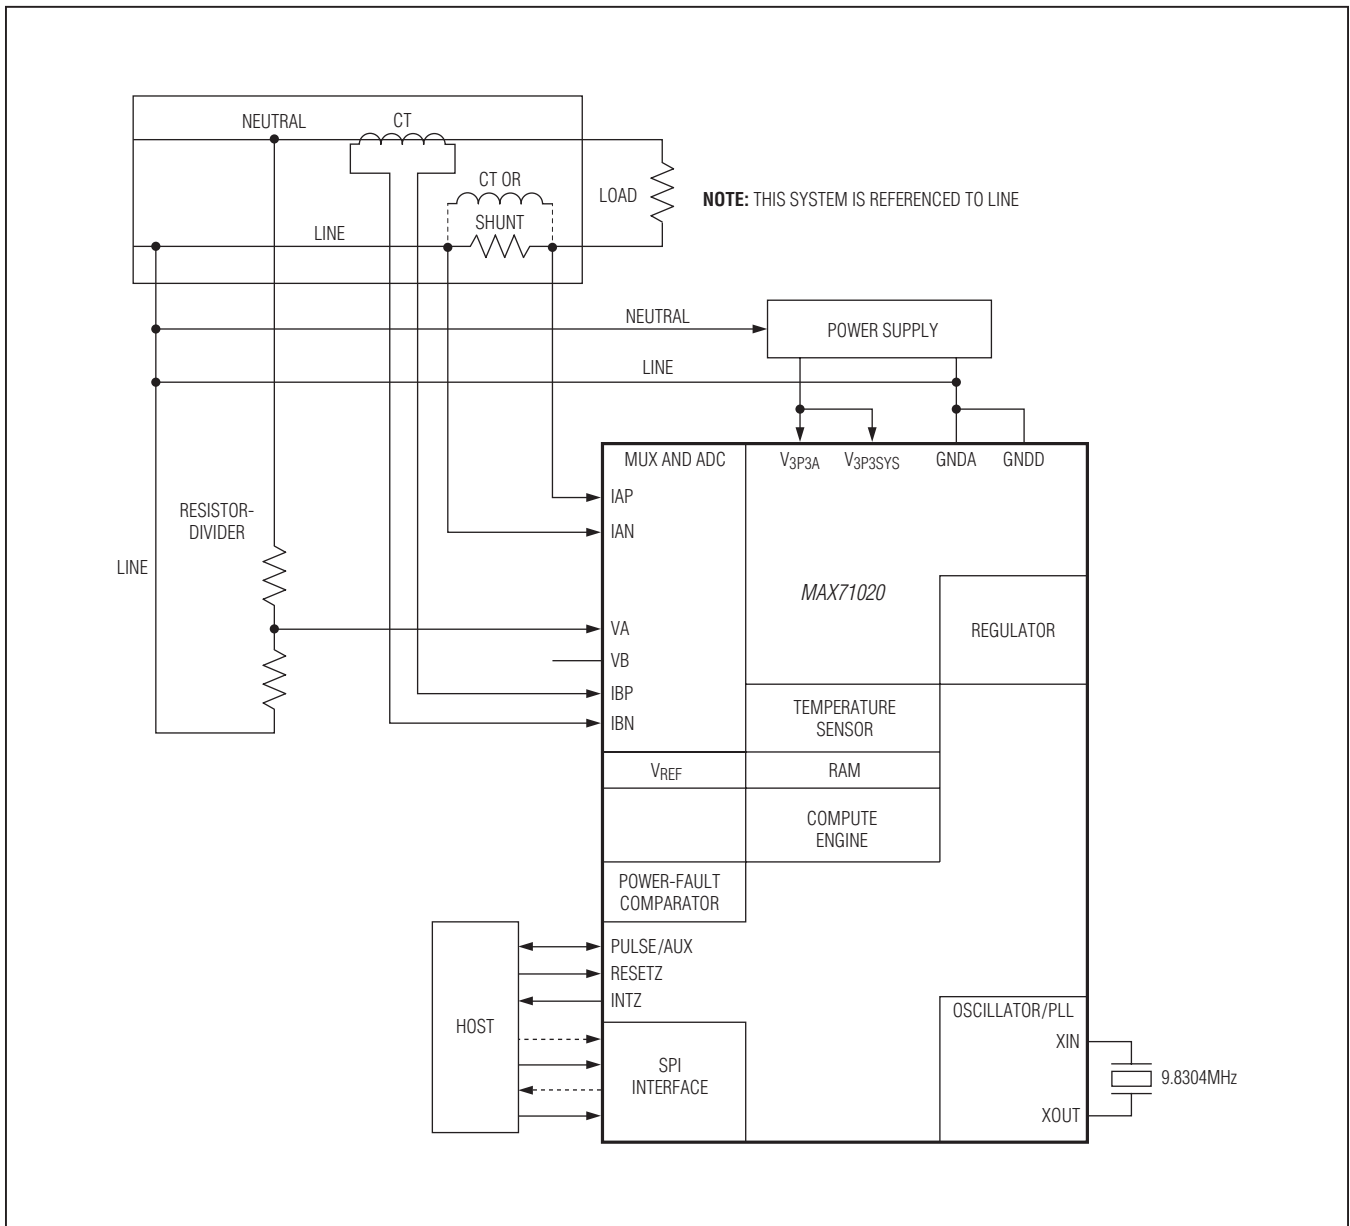 NEUTRAL
CT
CT OR
SHUNT
LINE
LOAD
NOTE: THIS SYSTEM IS REFERENCED TO LINE
NEUTRAL
POWER SUPPLY
LINE
MUX AND ADC
V3P3A
V3P3SYS
GNDA
GNDD
IAP
IAN
RESISTOR-
DIVIDER
LINE
MAX71020
REGULATOR
VA
VB
IBP
IBN
TEMPERATURE
SENSOR
VREF
RAM
COMPUTE
ENGINE
POWER-FAULT
COMPARATOR
PULSE/AUX
RESETZ
INTZ
HOST
SPI
INTERFACE
OSCILLATOR/PLL
XIN
9.8304MHz
XOUT